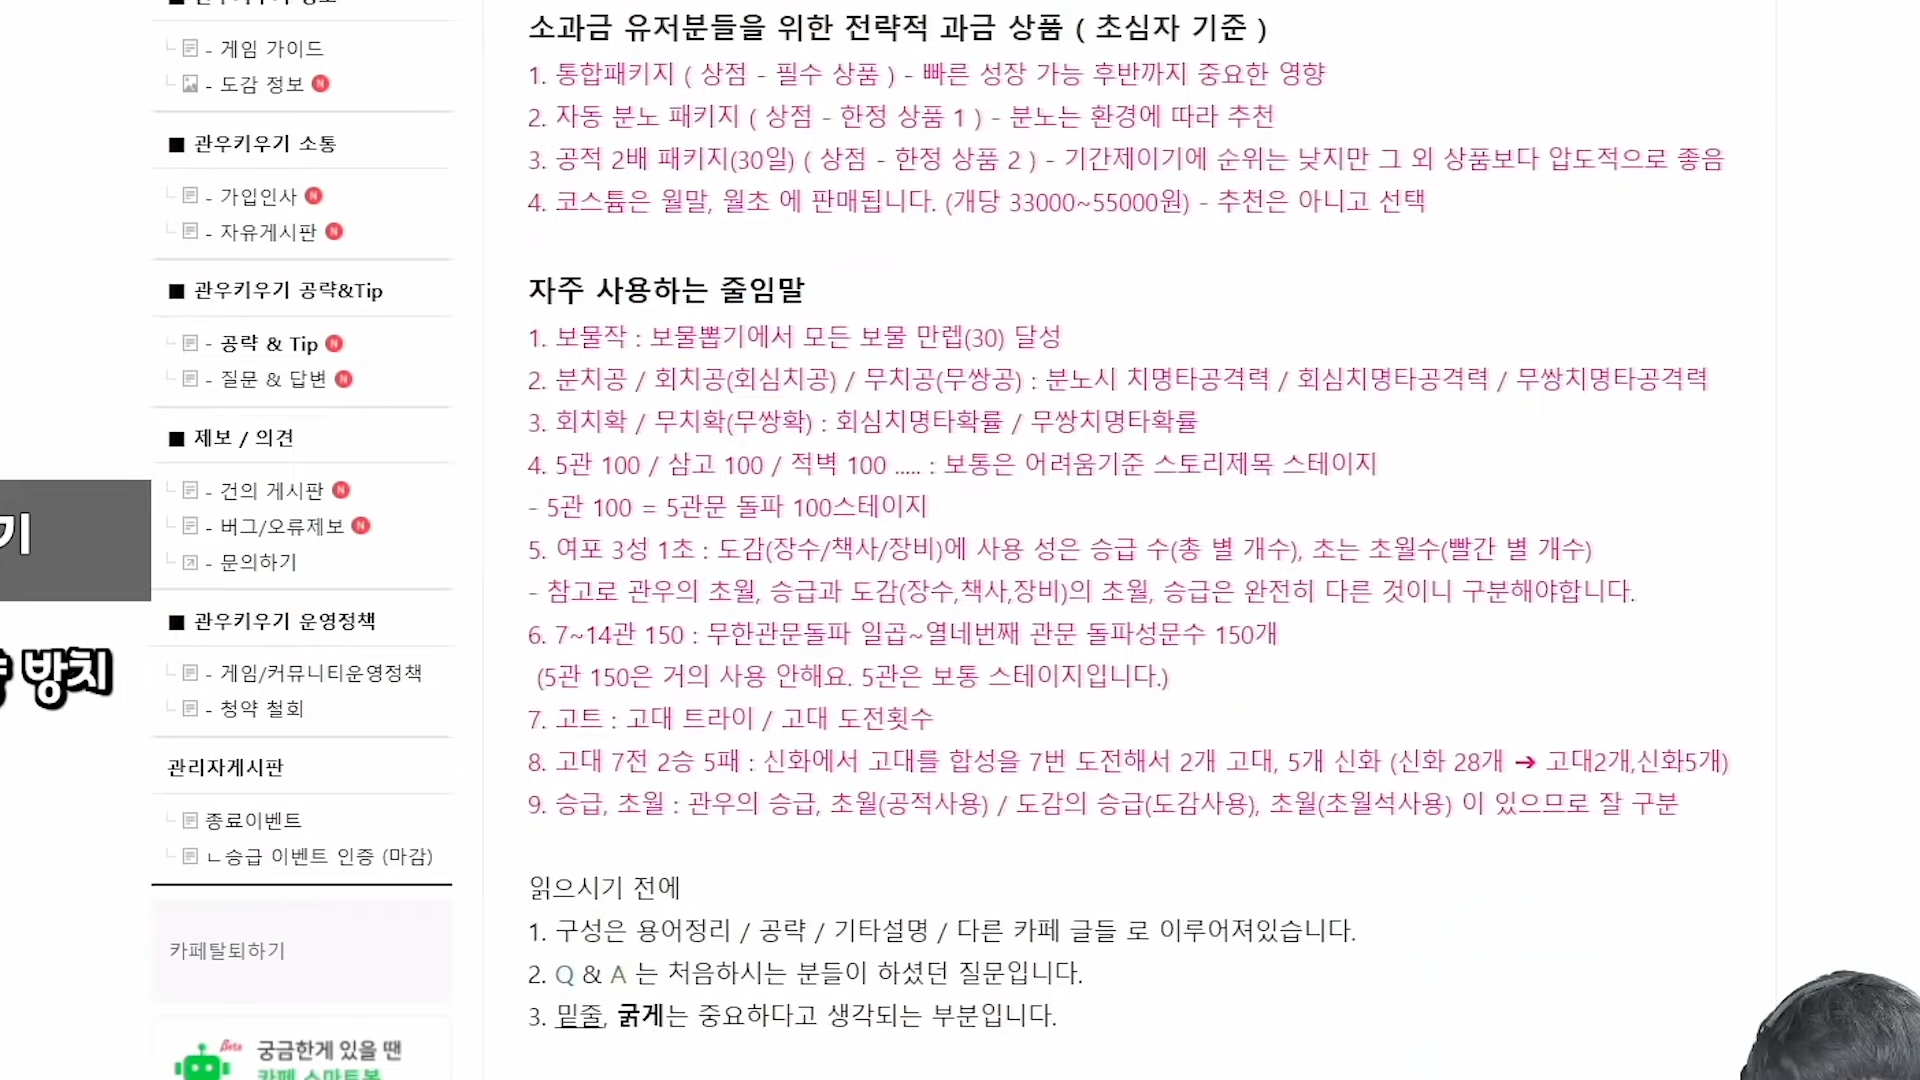 - 게임 가이드
- 도감 정보 N
■ 관우키우기 소통
- 가입인사 N
- 자유게시판 N
■ 관우키우기 공략&Tip
- 공략 & Tip N
- 질문 & 답변 N
■ 제보 / 의견
- 건의 게시판 N
- 버그/오류제보 N
- 문의하기
■ 관우키우기 운영정책
- 게임/커뮤니티운영정책
- 청약 철회
관리자게시판
종료이벤트
ㄴ승급 이벤트 인증 (마감)
카페탈퇴하기
Beta 궁금한게 있을 땐
카페 스마트봇
기
방치
소과금 유저분들을 위한 전략적 과금 상품 ( 초심자 기준 )
1. 통합패키지 ( 상점 - 필수 상품 ) - 빠른 성장 가능 후반까지 중요한 영향
2. 자동 분노 패키지 ( 상점 - 한정 상품 1 ) - 분노는 환경에 따라 추천
3. 공적 2배 패키지(30일) ( 상점 - 한정 상품 2 ) - 기간제이기에 순위는 낮지만 그 외 상품보다 압도적으로 좋음
4. 코스튬은 월말, 월초 에 판매됩니다. (개당 33000~55000원) - 추천은 아니고 선택
자주 사용하는 줄임말
1. 보물작 : 보물뽑기에서 모든 보물 만렙(30) 달성
2. 분치공 / 회치공(회심치공) / 무치공(무쌍공) : 분노시 치명타공격력 / 회심치명타공격력 / 무쌍치명타공격력
3. 회치확 / 무치확(무쌍확) : 회심치명타확률 / 무쌍치명타확률
4. 5관 100 / 삼고 100 / 적벽 100 ..... : 보통은 어려움기준 스토리제목 스테이지
- 5관 100 = 5관문 돌파 100스테이지
5. 여포 3성 1초 : 도감(장수/책사/장비)에 사용 성은 승급 수(총 별 개수), 초는 초월수(빨간 별 개수)
- 참고로 관우의 초월, 승급과 도감(장수,책사,장비)의 초월, 승급은 완전히 다른 것이니 구분해야합니다.
6. 7~14관 150 : 무한관문돌파 일곱~열네번째 관문 돌파성문수 150개
(5관 150은 거의 사용 안해요. 5관은 보통 스테이지입니다.)
7. 고트 : 고대 트라이 / 고대 도전횟수
8. 고대 7전 2승 5패 : 신화에서 고대를 합성을 7번 도전해서 2개 고대, 5개 신화 (신화 28개 → 고대2개,신화5개)
9. 승급, 초월 : 관우의 승급, 초월(공적사용) / 도감의 승급(도감사용), 초월(초월석사용) 이 있으므로 잘 구분
읽으시기 전에
1. 구성은 용어정리 / 공략 / 기타설명 / 다른 카페 글들 로 이루어져있습니다.
2. Q & A 는 처음하시는 분들이 하셨던 질문입니다.
3. 밑줄, 굵게는 중요하다고 생각되는 부분입니다.